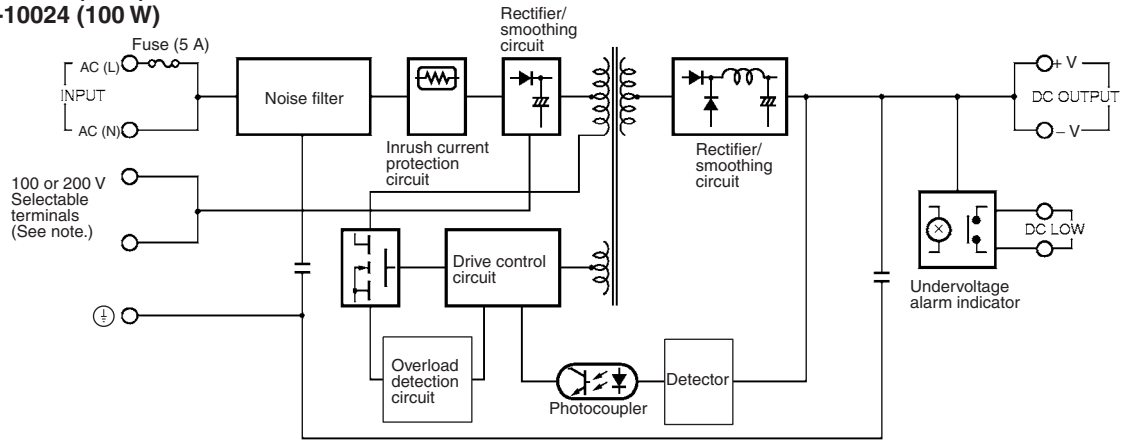 -10024 (100 W)
Rectifier/
smoothing
circuit
Fuse (5 A)
AC (L)
INPUT
AC (N)
Noise filter
Inrush current
protection
circuit
Rectifier/
smoothing
circuit
+ V
DC OUTPUT
– V
100 or 200 V
Selectable
terminals
(See note.)
Drive control
circuit
DC LOW
Undervoltage
alarm indicator
Overload
detection
circuit
Photocoupler
Detector